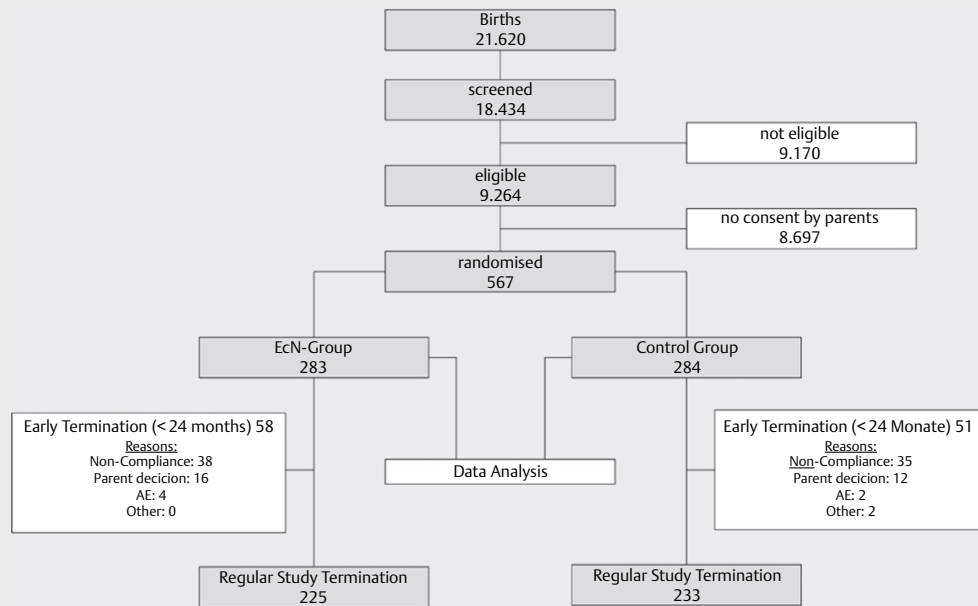 Births
21.620
screened
18.434
not eligible
9.170
eligible
9.264
no consent by parents
8.697
randomised
567
EcN-Group
283
Control Group
284
Early Termination (< 24 months) 58
Reasons:
Non-Compliance: 38
Parent decicion: 16
AE: 4
Other: 0
Data Analysis
Early Termination (< 24 Monate) 51
Reasons:
Non-Compliance: 35
Parent decicion: 12
AE: 2
Other: 2
Regular Study Termination
225
Regular Study Termination
233